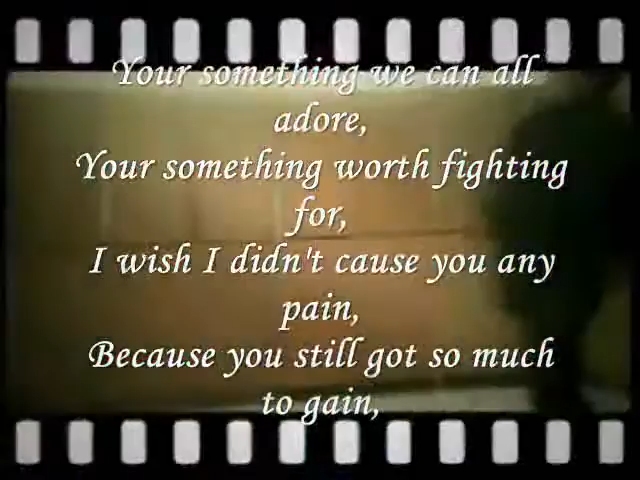 Your something we can all
adore,
Your something worth fighting
for,
I wish I didn't cause you any
pain,
Because you still got so much
to gain,